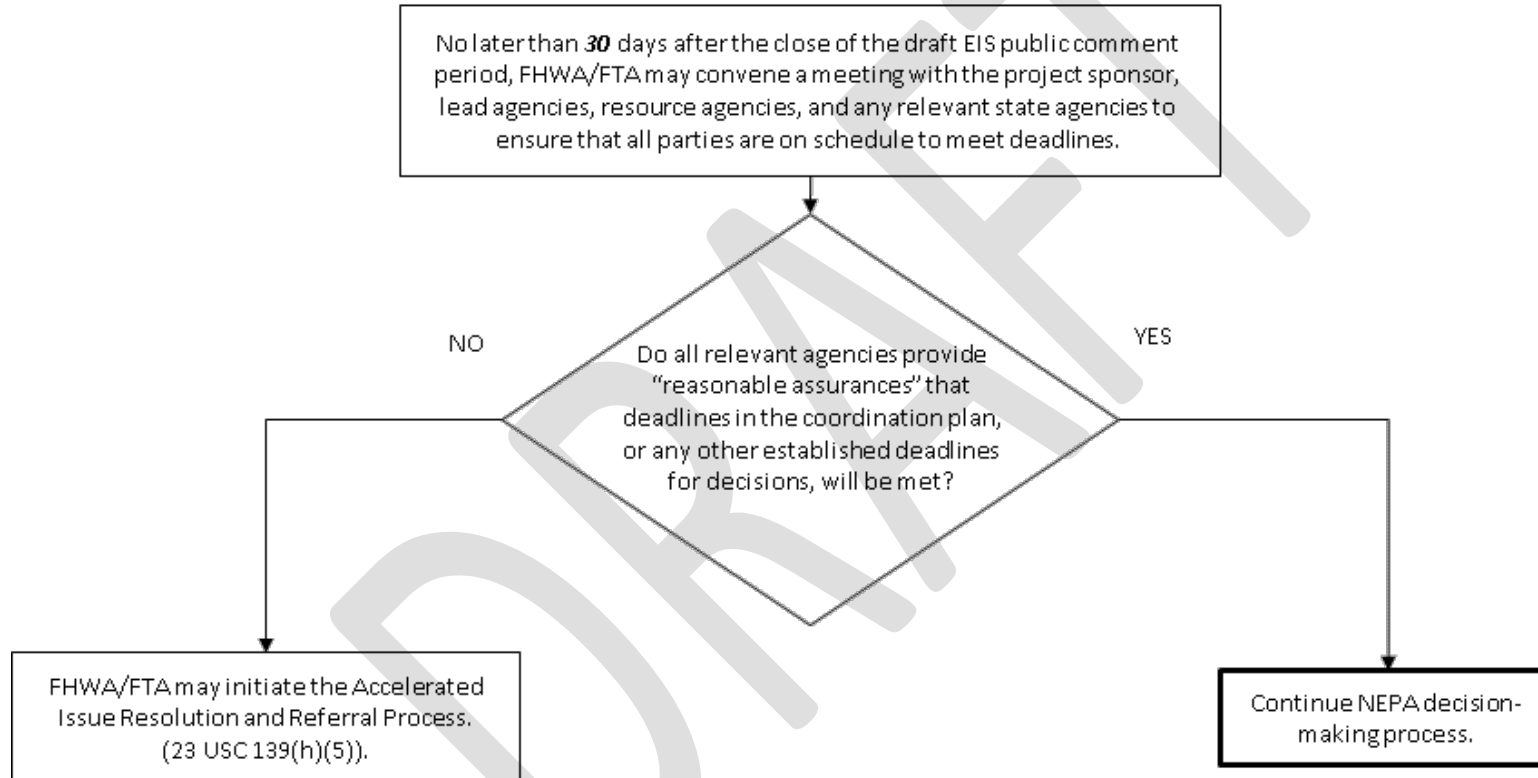 No later than 30 days after the close of the draft EIS public comment
period, FHWA/FTA may convene a meeting with the project sponsor,
lead agencies, resource agencies, and any relevant state agencies to
ensure that all parties are on schedule to meet deadlines.
NO
YES
Do all relevant agencies provide
“reasonable assurances” that
deadlines in the coordination plan,
or any other established deadlines
for decisions, will be met?
FHWA/FTA may initiate the Accelerated
Issue Resolution and Referral Process.
(23 USC 139(h)(5)).
Continue NEPA decision-
making process.
DRAFT